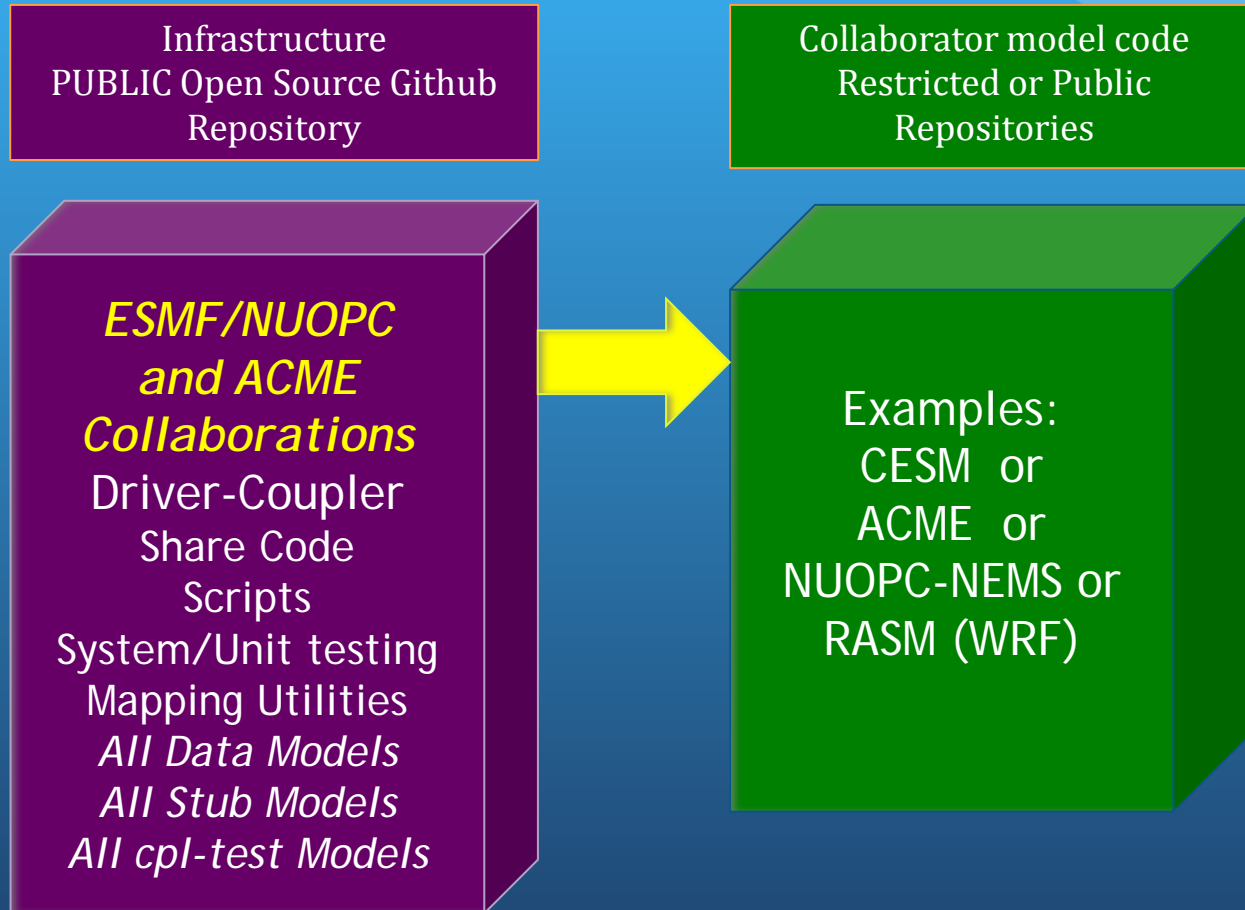 Infrastructure
PUBLIC Open Source Github
Repository
Collaborator model code
Restricted or Public
Repositories
ESMF/NUOPC
and ACME
Collaborations
Driver-Coupler
Share Code
Scripts
System/Unit testing
Mapping Utilities
All Data Models
All Stub Models
All cpl-test Models
Examples:
CESM or
ACME or
NUOPC-NEMS or
RASM (WRF)